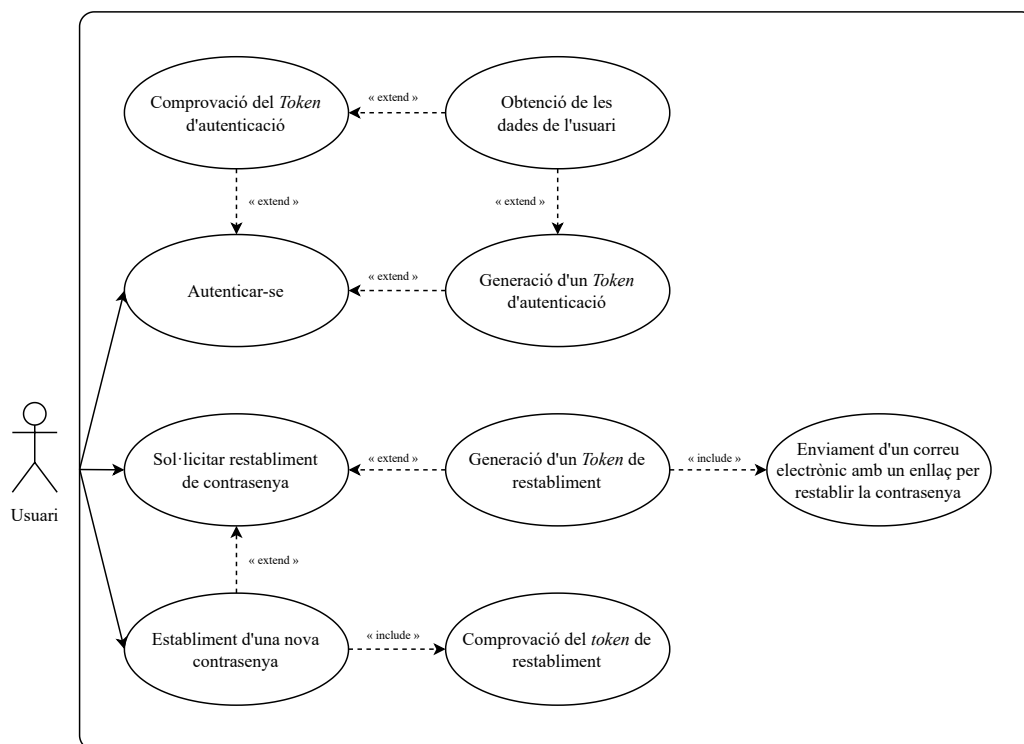 Comprovació del Token
d'autenticació
« extend »
Obtenció de les
dades de l'usuari
« extend »
« extend »
Autenticar-se
« extend »
Generació d'un Token
d'autenticació
Usuari
Sol·licitar restabliment
de contrasenya
« extend »
Generació d'un Token de
restabliment
« include »
Enviament d'un correu
electrònic amb un enllaç per
restablir la contrasenya
« extend »
Establiment d'una nova
contrasenya
« include »
Comprovació del token de
restabliment